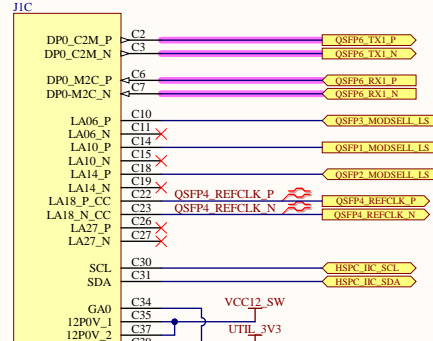 J1C
DP0_C2M_P C2 QSFP6_TX1_P
DP0_C2M_N C3 QSFP6_TX1_N
DP0_M2C_P C6 QSFP6_RX1_P
DP0-M2C_N C7 QSFP6_RX1_N
LA06_P C10 QSFP3_MODSELL_LS
LA06_N C11
LA10_P C14 QSFP1_MODSELL_LS
LA10_N C15
LA14_P C18 QSFP2_MODSELL_LS
LA14_N C19
LA18_P_CC C22 QSFP4_REFCLK_P QSFP4_REFCLK_P
LA18_N_CC C23 QSFP4_REFCLK_N QSFP4_REFCLK_N
LA27_P C26
LA27_N C27
SCL C30 HSPC_IIC_SCL
SDA C31 HSPC_IIC_SDA
GA0 C34 VCC12_SW
12P0V_1 C35
12P0V_2 C37 UTIL_3V3